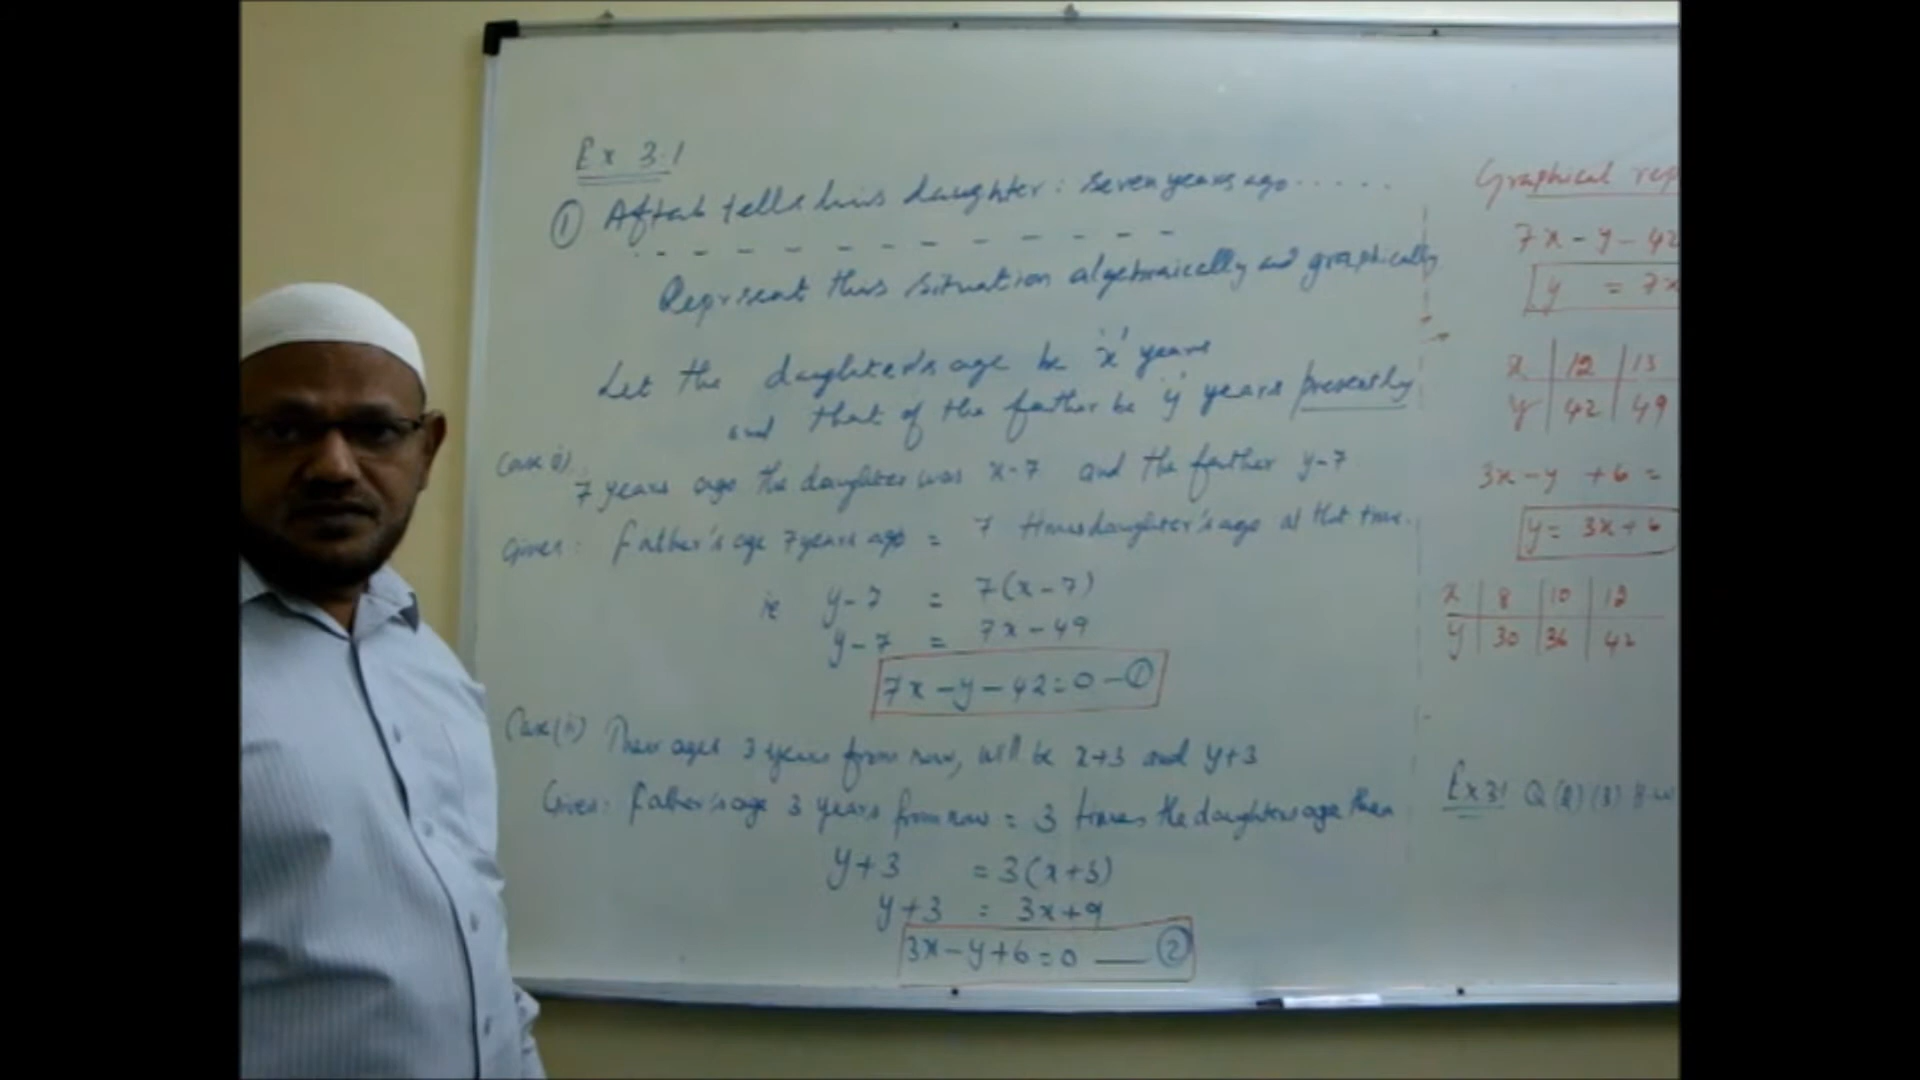 Ex 3.1
① Aftab tells his daughter: seven years ago.....
Represent this situation algebraically and graphically
Let the daughter's age be 'x' years
and that of the father be 'y' years presently
Case (i)
7 years ago the daughter was x-7 and the father y-7
Given: Father's age 7 years ago = 7 times daughter's age at that time.
ie y-7 = 7(x-7)
y-7 = 7x-49
7x-y-42=0 -①
Case (ii) Their ages 3 years from now, will be x+3 and y+3
Given: Father's age 3 years from now = 3 times the daughters age then
y+3 = 3(x+3)
y+3 = 3x+9
3x-y+6=0 — ②
Graphical rep
7x-y-42
y = 7x
x | 12 | 13
y | 42 | 49
3x-y+6 =
y = 3x+6
x | 8 | 10 | 12
y | 30 | 36 | 42
Ex 3.1 Q (2) (3) H.W